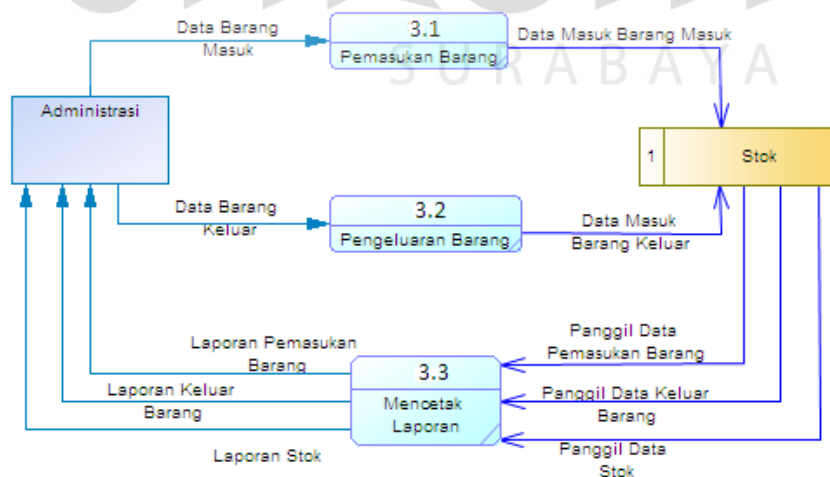 SURABAYA
Data Barang
Masuk
3.1
Pemasukan Barang
Data Masuk Barang Masuk
Administrasi
1
Stok
Data Barang
Keluar
3.2
Pengeluaran Barang
Data Masuk
Barang Keluar
Laporan Pemasukan
Barang
Panggil Data
Pemasukan Barang
3.3
Mencetak
Laporan
Laporan Keluar
Barang
Panggil Data Keluar
Barang
Laporan Stok
Panggil Data
Stok